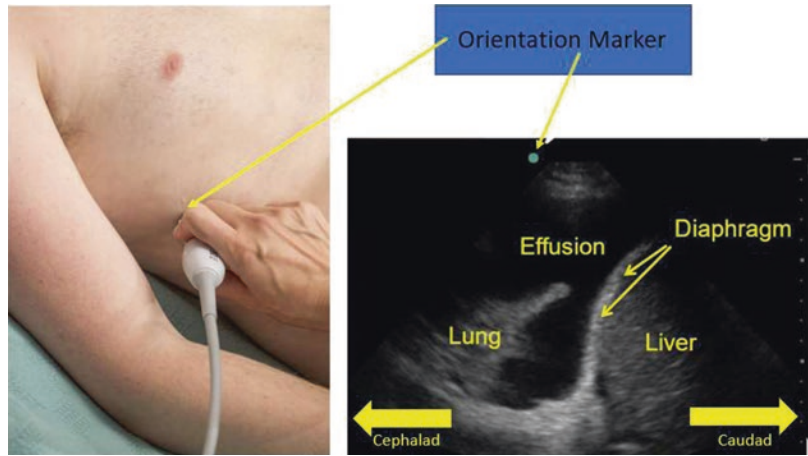 Orientation Marker
Effusion
Diaphragm
Lung
Liver
Cephalad
Caudad